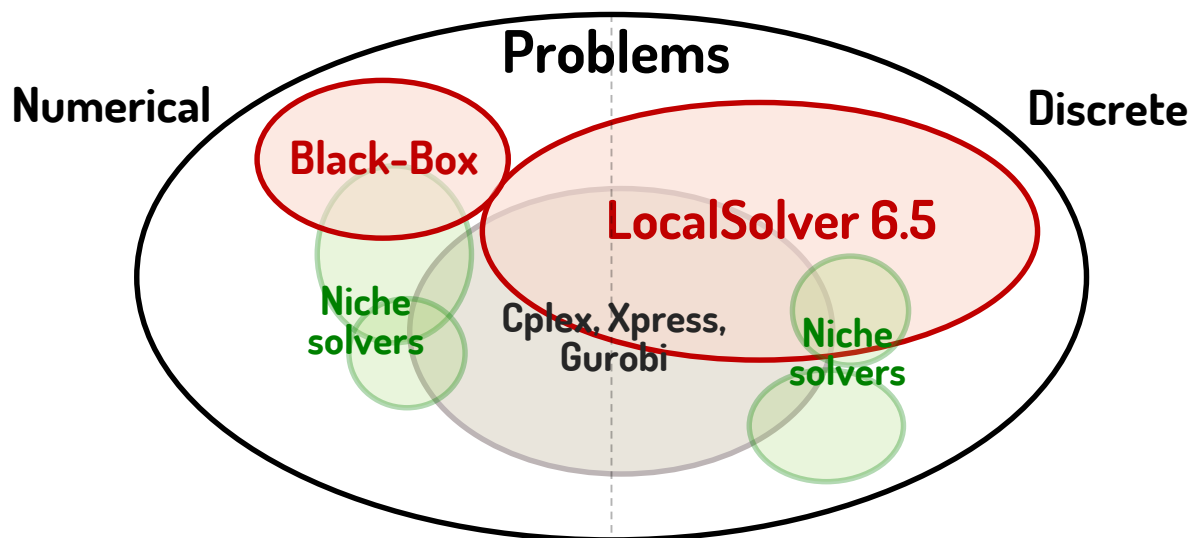 Problems
Numerical
Discrete
Black-Box
LocalSolver 6.5
Niche
solvers
Cplex, Xpress,
Gurobi
Niche
solvers